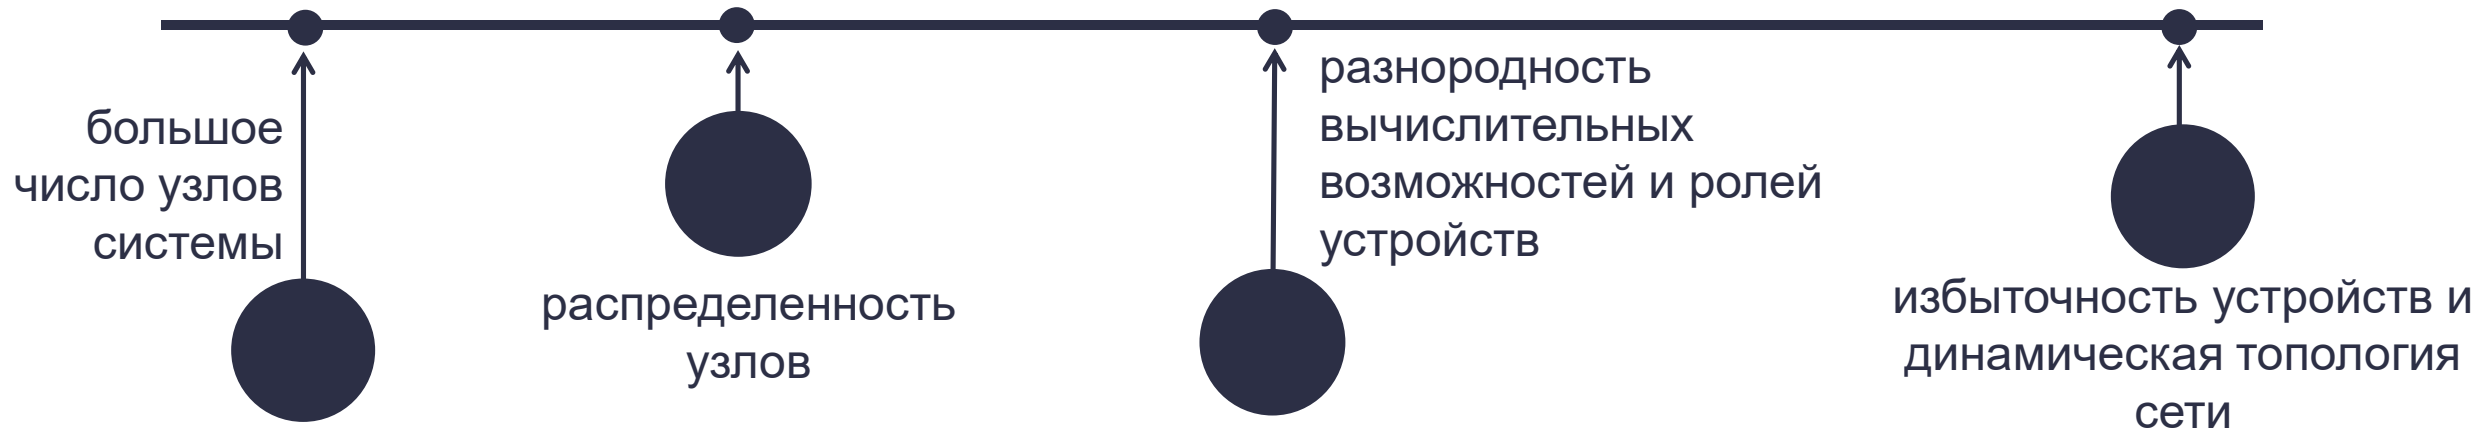 большое
число узлов
системы
распределенность
узлов
разнородность
вычислительных
возможностей и ролей
устройств
избыточность устройств и
динамическая топология
сети